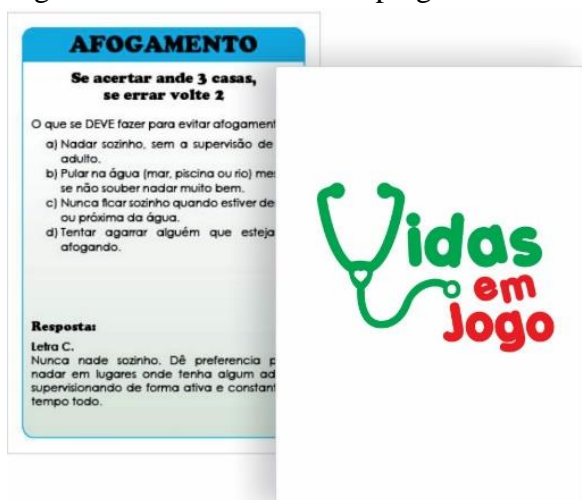 AFOGAMENTO
Se acertar ande 3 casas,
se errar volte 2
O que se DEVE fazer para evitar afogament
a) Nadar sozinho, sem a supervisão de
adulto.
b) Pular na água (mar, piscina ou rio) mes
se não souber nadar muito bem.
c) Nunca ficar sozinho quando estiver de
ou próxima da água.
d) Tentar agarrar alguém que esteja
afogando.
Resposta:
Letra C.
Nunca nade sozinho. Dê preferencia p
nadar em lugares onde tenha algum ad
supervisionando de forma ativa e constant
tempo todo.
Vidas
em
Jogo